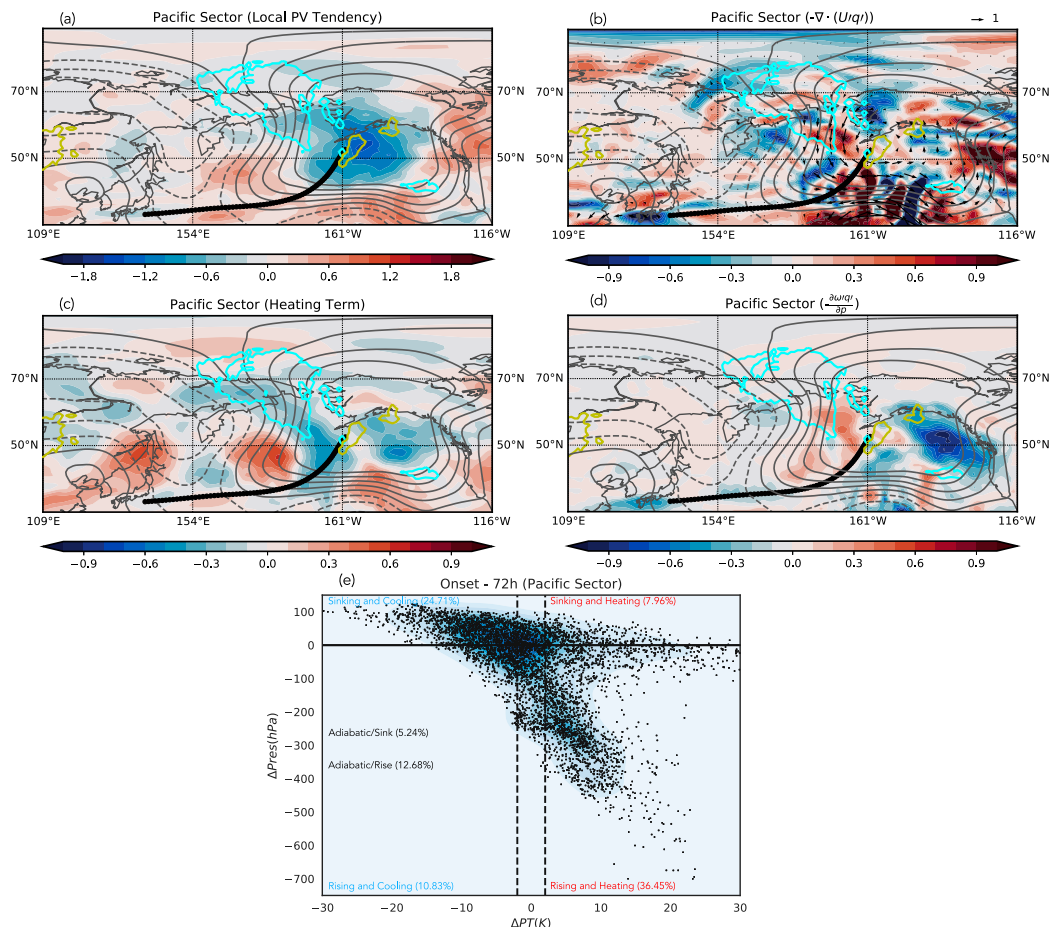 (a)
Pacific Sector (Local PV Tendency)
70°N
50°N
109°E
154°E
161°W
116°W
−1.8
−1.2
−0.6
0.0
0.6
1.2
1.8
(b)
Pacific Sector (-∇· (U′q′))
→ 1
70°N
50°N
109°E
154°E
161°W
116°W
−0.9
−0.6
−0.3
0.0
0.3
0.6
0.9
(c)
Pacific Sector (Heating Term)
70°N
50°N
109°E
154°E
161°W
116°W
−0.9
−0.6
−0.3
0.0
0.3
0.6
0.9
(d)
Pacific Sector (-∂ω′q′/∂p)
70°N
50°N
109°E
154°E
161°W
116°W
−0.9
−0.6
−0.3
0.0
0.3
0.6
0.9
(e)
Onset - 72h (Pacific Sector)
Sinking and Cooling (24.71%)
Sinking and Heating (7.96%)
Adiabatic/Sink (5.24%)
Adiabatic/Rise (12.68%)
Rising and Cooling (10.83%)
Rising and Heating (36.45%)
100
0
−100
−200
−300
−400
−500
−600
−700
ΔPres(hPa)
−30
−20
−10
0
10
20
30
ΔPT(K)